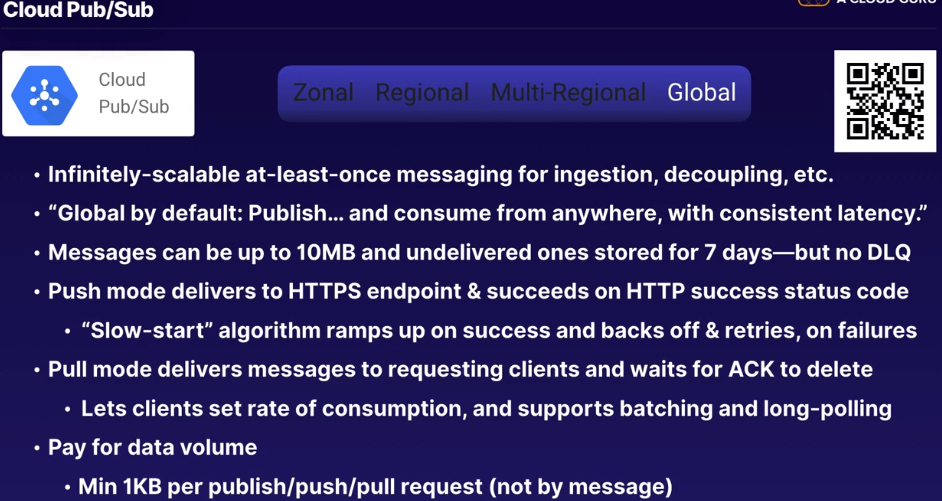 Cloud Pub/Sub
A CLOUD GURU
Cloud
Pub/Sub
Zonal Regional Multi-Regional Global
• Infinitely-scalable at-least-once messaging for ingestion, decoupling, etc.
• “Global by default: Publish... and consume from anywhere, with consistent latency.”
• Messages can be up to 10MB and undelivered ones stored for 7 days—but no DLQ
• Push mode delivers to HTTPS endpoint & succeeds on HTTP success status code
• “Slow-start” algorithm ramps up on success and backs off & retries, on failures
• Pull mode delivers messages to requesting clients and waits for ACK to delete
• Lets clients set rate of consumption, and supports batching and long-polling
• Pay for data volume
• Min 1KB per publish/push/pull request (not by message)